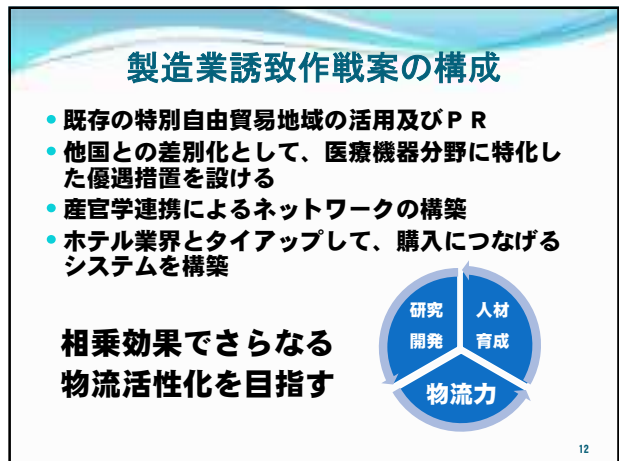 製造業誘致作戦案の構成
• 既存の特別自由貿易地域の活用及びＰＲ
• 他国との差別化として、医療機器分野に特化し
た優遇措置を設ける
• 産官学連携によるネットワークの構築
• ホテル業界とタイアップして、購入につなげる
システムを構築
相乗効果でさらなる
物流活性化を目指す
研究
開発
人材
育成
物流力
12